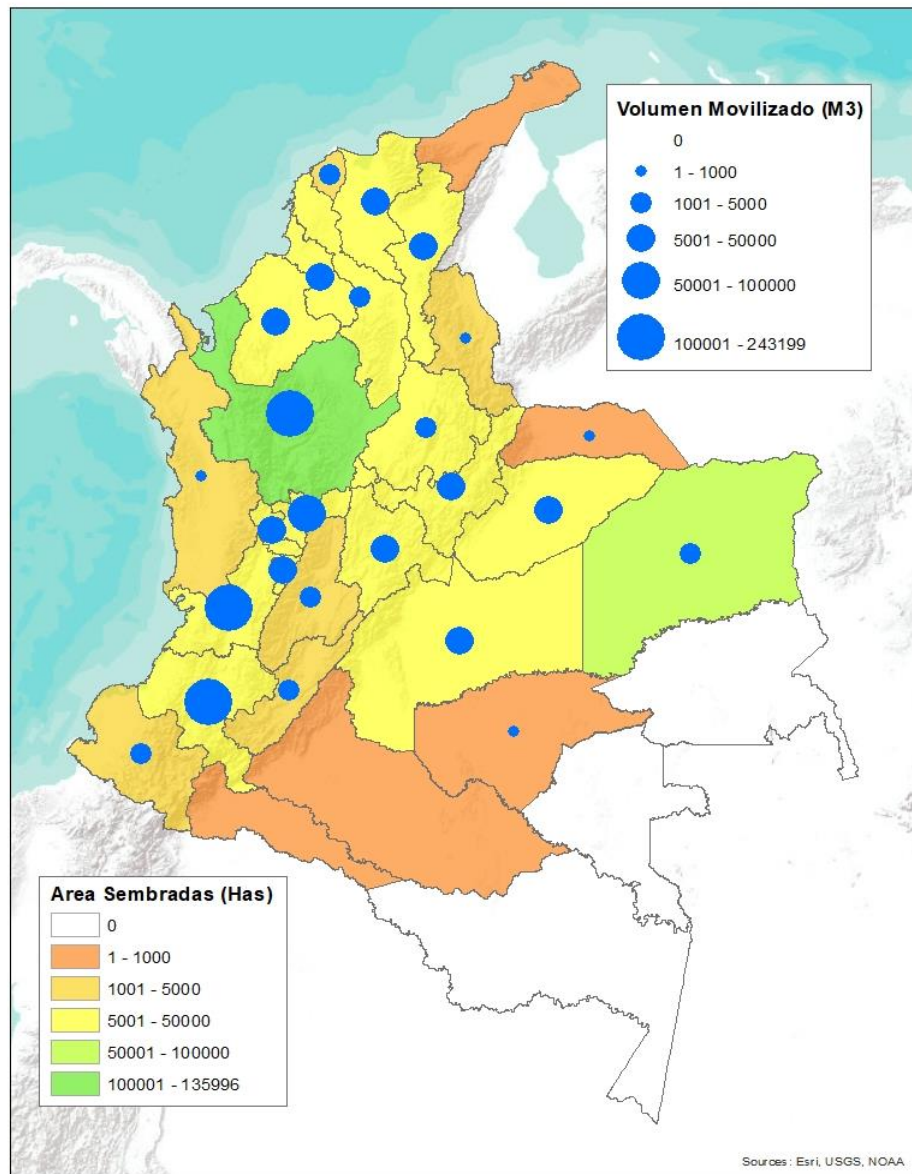 Volumen Movilizado (M3)
0
1 - 1000
1001 - 5000
5001 - 50000
50001 - 100000
100001 - 243199
Area Sembradas (Has)
0
1 - 1000
1001 - 5000
5001 - 50000
50001 - 100000
100001 - 135996
Sources: Esri, USGS, NOAA